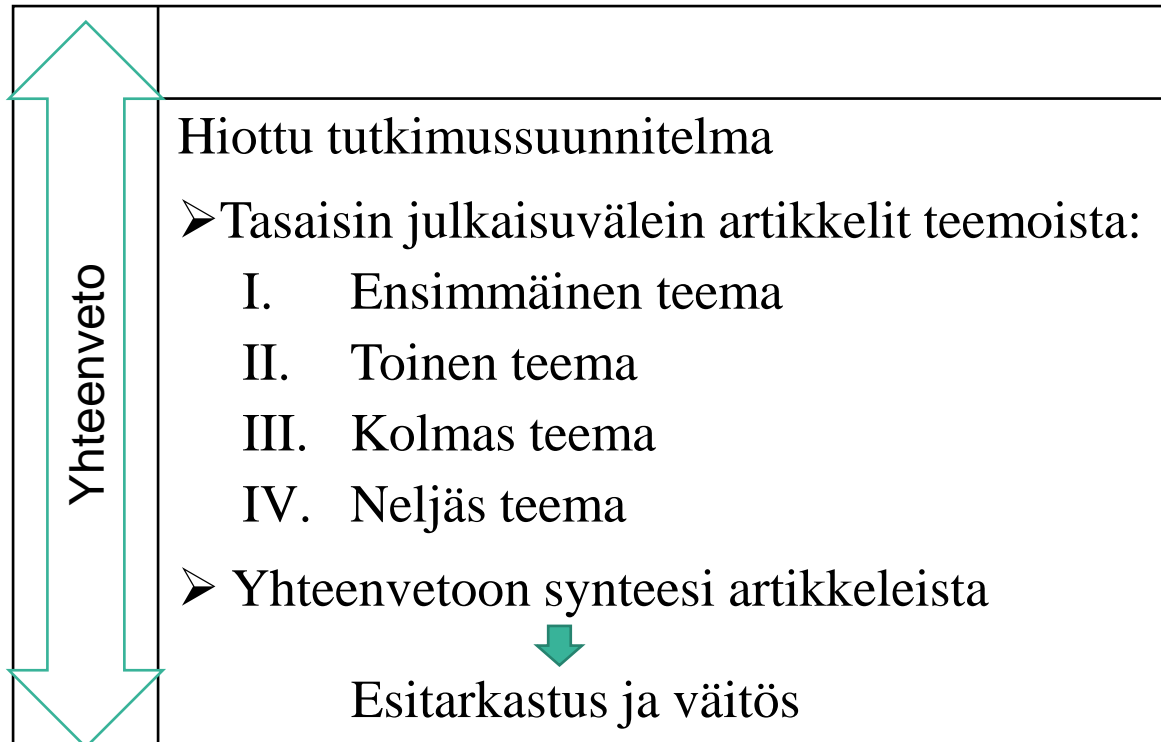 Yhteenveto
Hiottu tutkimussuunnitelma
➢Tasaisin julkaisuvälein artikkelit teemoista:
I. Ensimmäinen teema
II. Toinen teema
III. Kolmas teema
IV. Neljäs teema
➢ Yhteenvetoon synteesi artikkeleista
Esitarkastus ja väitös